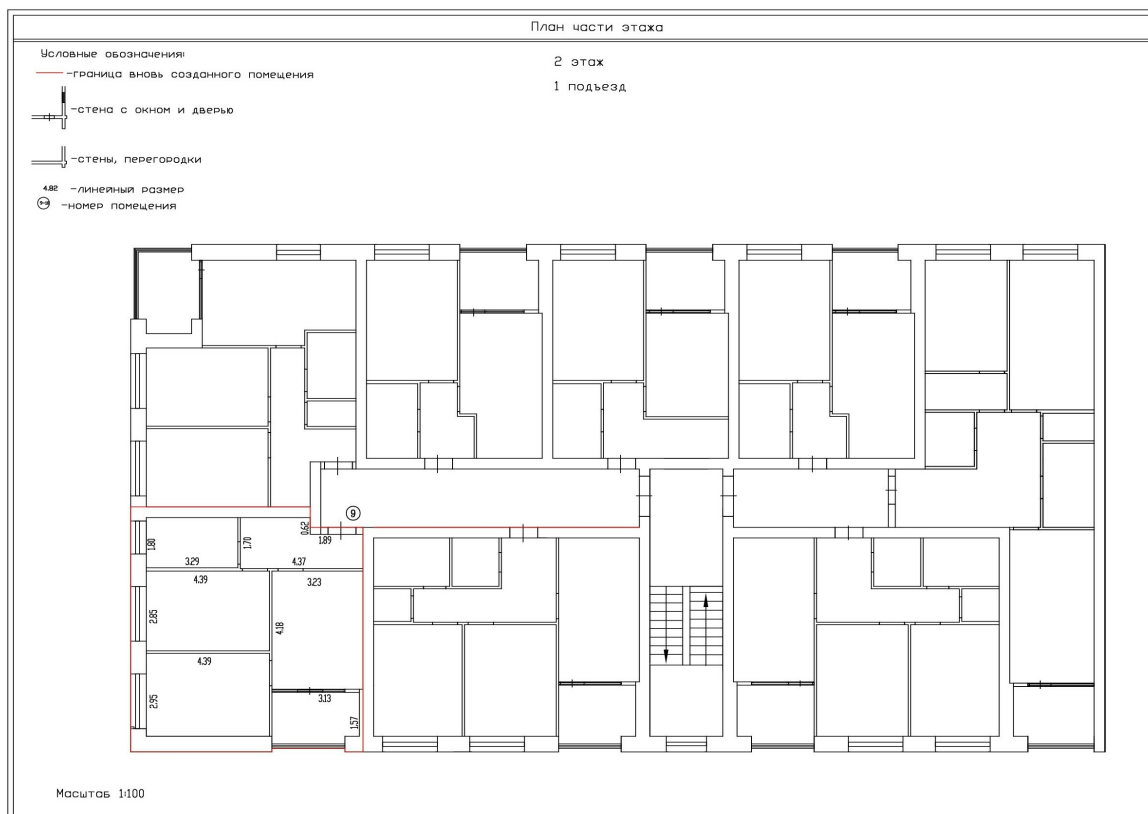 План части этажа
Условные обозначения:
2 этаж
-граница вновь созданного помещения
1 подъезд
-стена с окном и дверью
-стены, перегородки
4.82 -линейный размер
-номер помещения
9
0.62
1.89
1.80
1.70
3.29
4.37
4.39
3.23
2.85
4.18
4.39
2.95
3.13
1.57
Масштаб 1:100